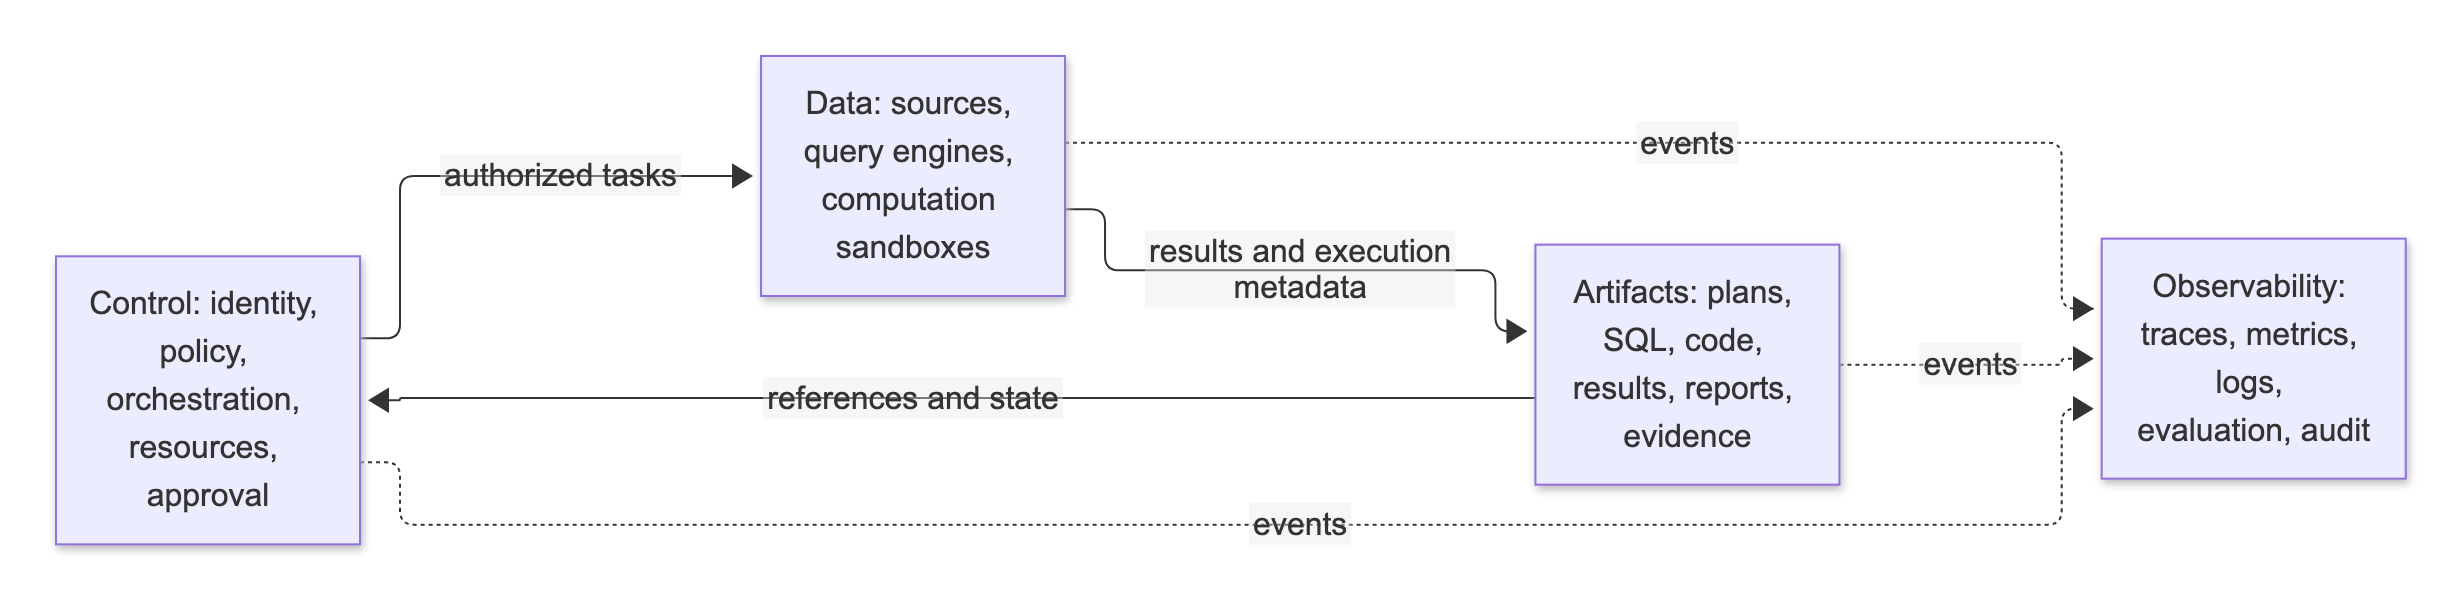 Control: identity,
policy,
orchestration,
resources,
approval
authorized tasks
Data: sources,
query engines,
computation
sandboxes
events
results and execution
metadata
references and state
events
Artifacts: plans,
SQL, code,
results, reports,
evidence
events
Observability:
traces, metrics,
logs,
evaluation, audit